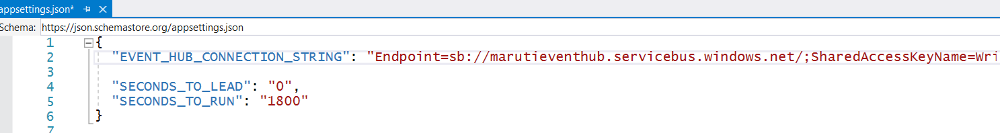 appsettings.json*
Schema: https://json.schemastore.org/appsettings.json
1 {
2 "EVENT_HUB_CONNECTION_STRING": "Endpoint=sb://marutieventhub.servicebus.windows.net/;SharedAccessKeyName=Wri
3
4 "SECONDS_TO_LEAD": "0",
5 "SECONDS_TO_RUN": "1800"
6 }
7